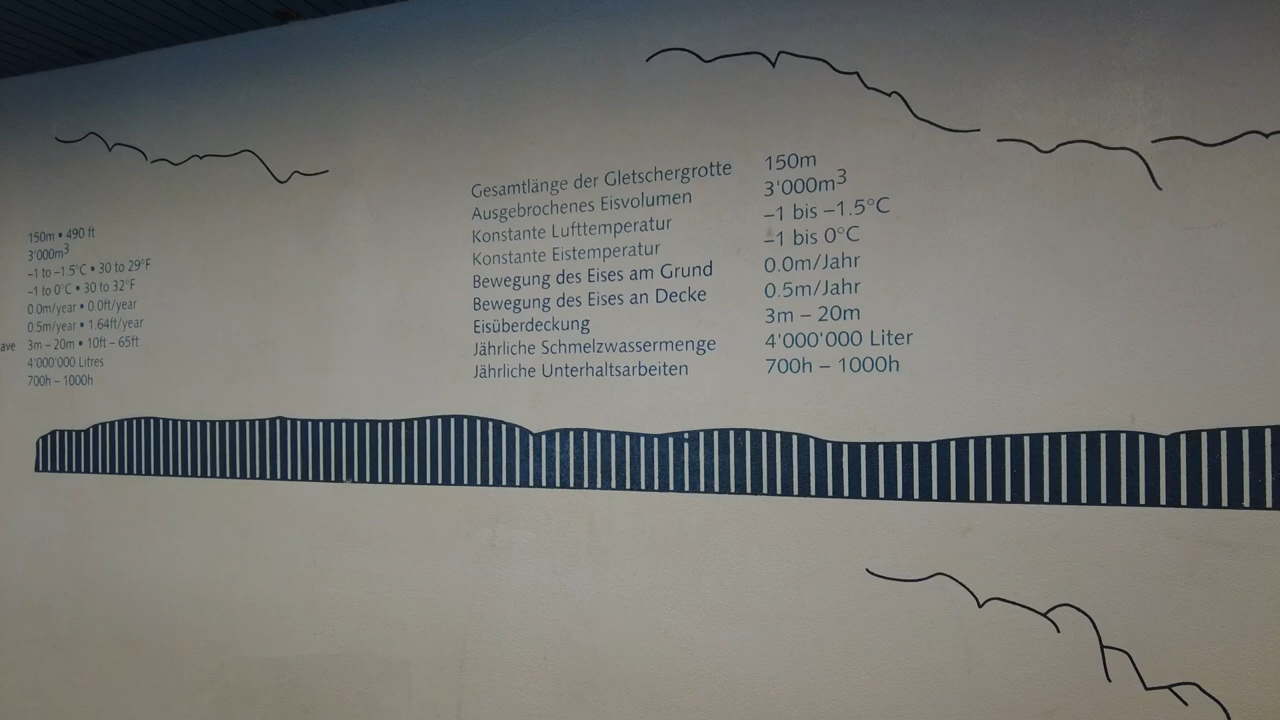 150m • 490 ft
3'000m³
–1 to –1.5°C • 30 to 29°F
–1 to 0°C • 30 to 32°F
0.0m/year • 0.0ft/year
0.5m/year • 1.64ft/year
ave 3m – 20m • 10ft – 65ft
4'000'000 Litres
700h – 1000h
Gesamtlänge der Gletschergrotte 150m
Ausgebrochenes Eisvolumen 3'000m³
Konstante Lufttemperatur –1 bis –1.5°C
Konstante Eistemperatur –1 bis 0°C
Bewegung des Eises am Grund 0.0m/Jahr
Bewegung des Eises an Decke 0.5m/Jahr
Eisüberdeckung 3m – 20m
Jährliche Schmelzwassermenge 4'000'000 Liter
Jährliche Unterhaltsarbeiten 700h – 1000h